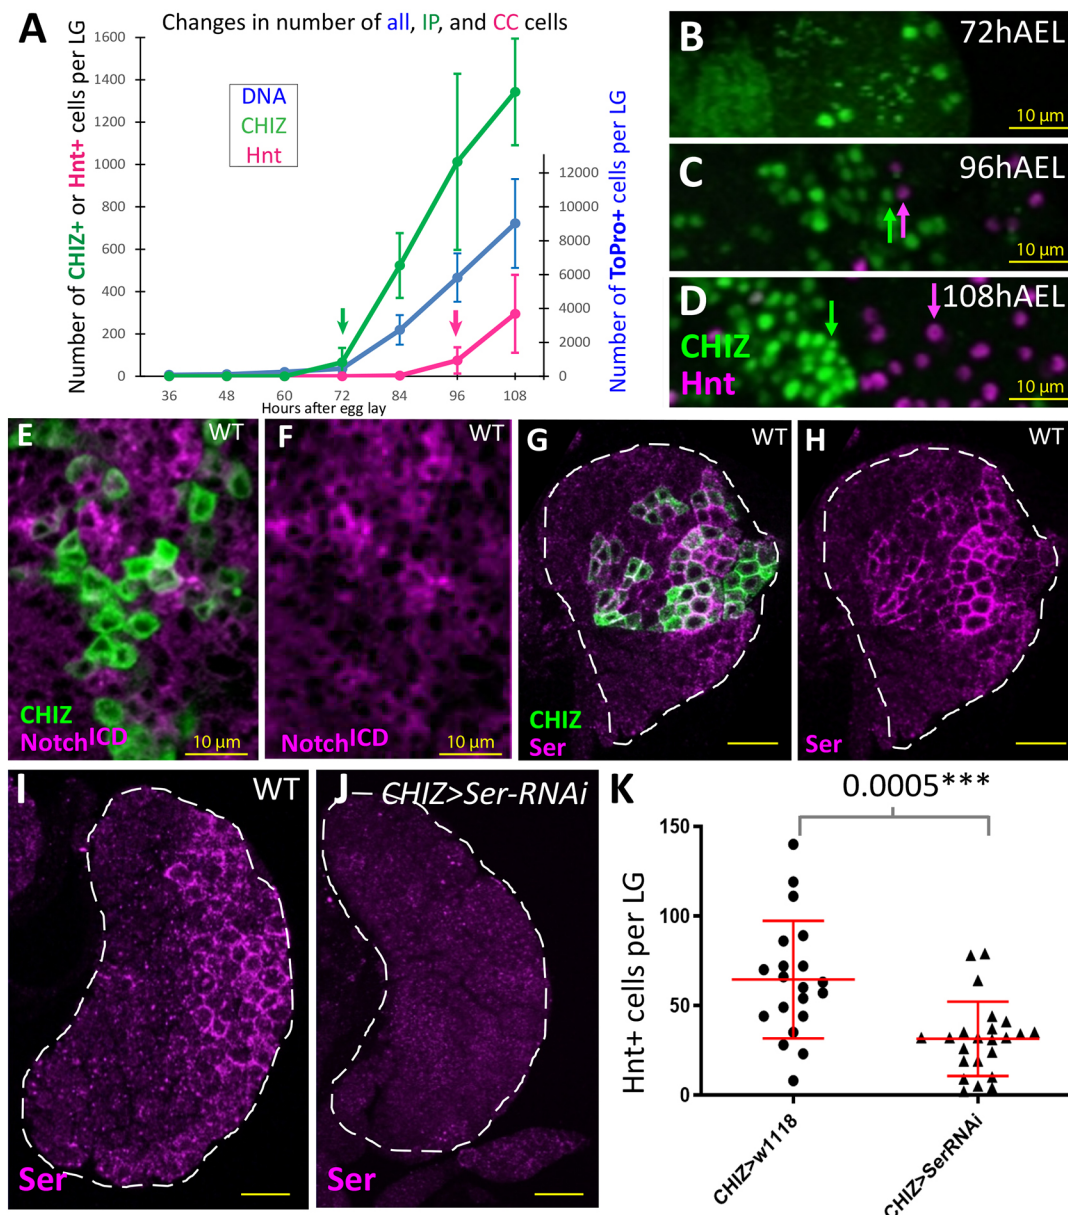 A
Changes in number of all, IP, and CC cells
Number of CHIZ+ or Hnt+ cells per LG
1600
1400
1200
1000
800
600
400
200
0
DNA
CHIZ
Hnt
12000
10000
8000
6000
4000
2000
0
Number of ToPro+ cells per LG
36 48 60 72 84 96 108
Hours after egg lay
B
72hAEL
10 µm
C
96hAEL
10 µm
D
108hAEL
CHIZ
Hnt
10 µm
E
WT
CHIZ
NotchICD
10 µm
F
WT
NotchICD
10 µm
G
WT
CHIZ
Ser
H
WT
Ser
I
WT
Ser
J
CHIZ>Ser-RNAi
Ser
K
0.0005***
Hnt+ cells per LG
150
100
50
0
CHIZ>w1118
CHIZ>SerRNAi